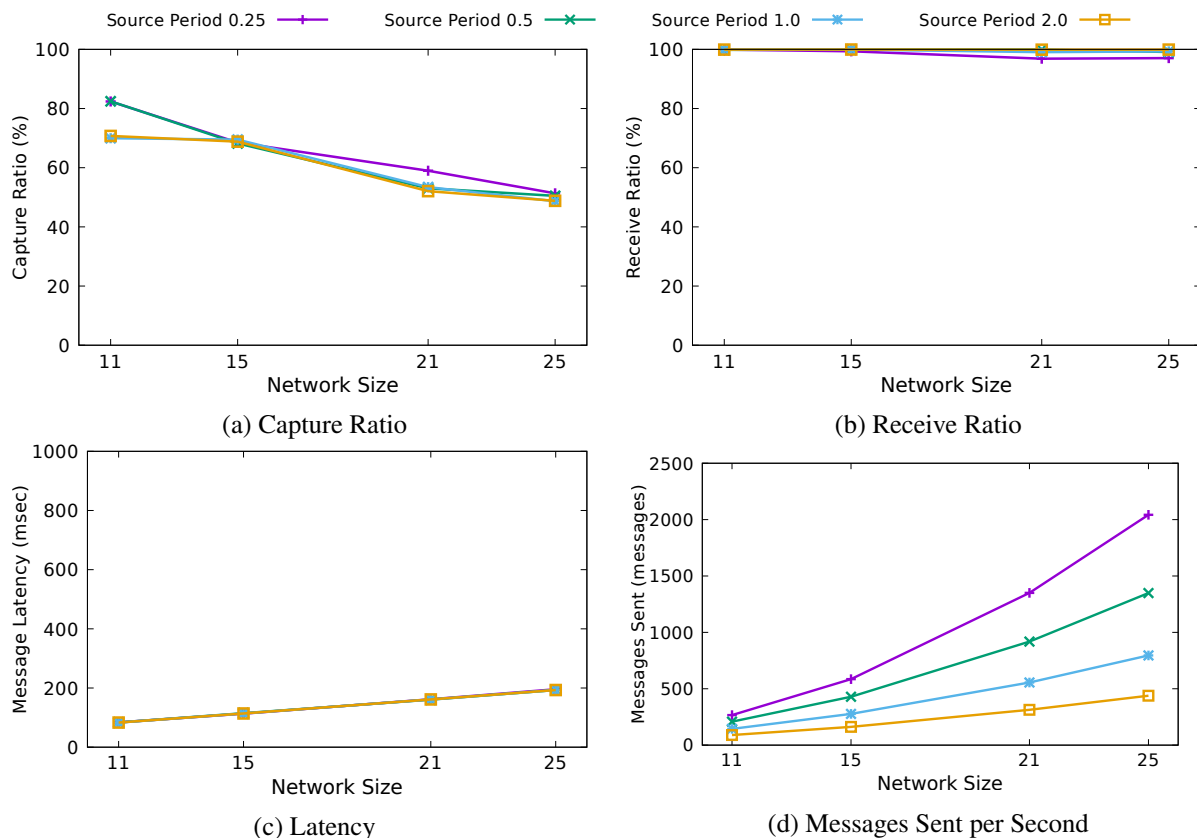 Source Period 0.25 Source Period 0.5 Source Period 1.0 Source Period 2.0
100
80
60
40
20
0
Capture Ratio (%)
11 15 21 25
Network Size
(a) Capture Ratio
100
80
60
40
20
0
Receive Ratio (%)
11 15 21 25
Network Size
(b) Receive Ratio
1000
800
600
400
200
0
Message Latency (msec)
11 15 21 25
Network Size
(c) Latency
2500
2000
1500
1000
500
0
Messages Sent (messages)
11 15 21 25
Network Size
(d) Messages Sent per Second